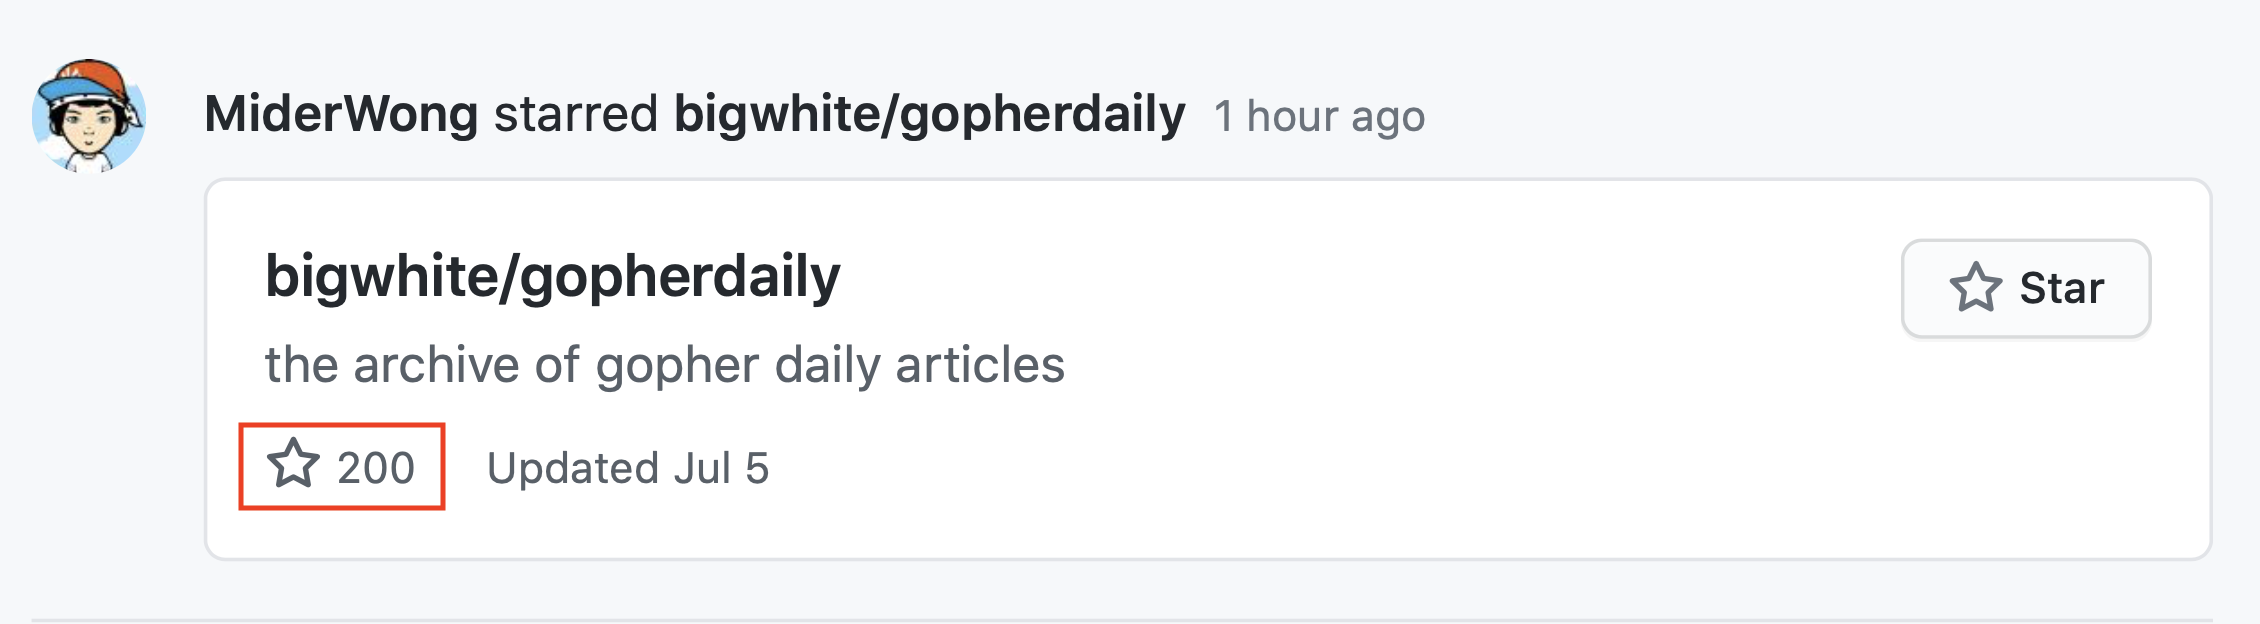 MiderWong starred bigwhite/gopherdaily 1 hour ago
bigwhite/gopherdaily
Star
the archive of gopher daily articles
200 Updated Jul 5